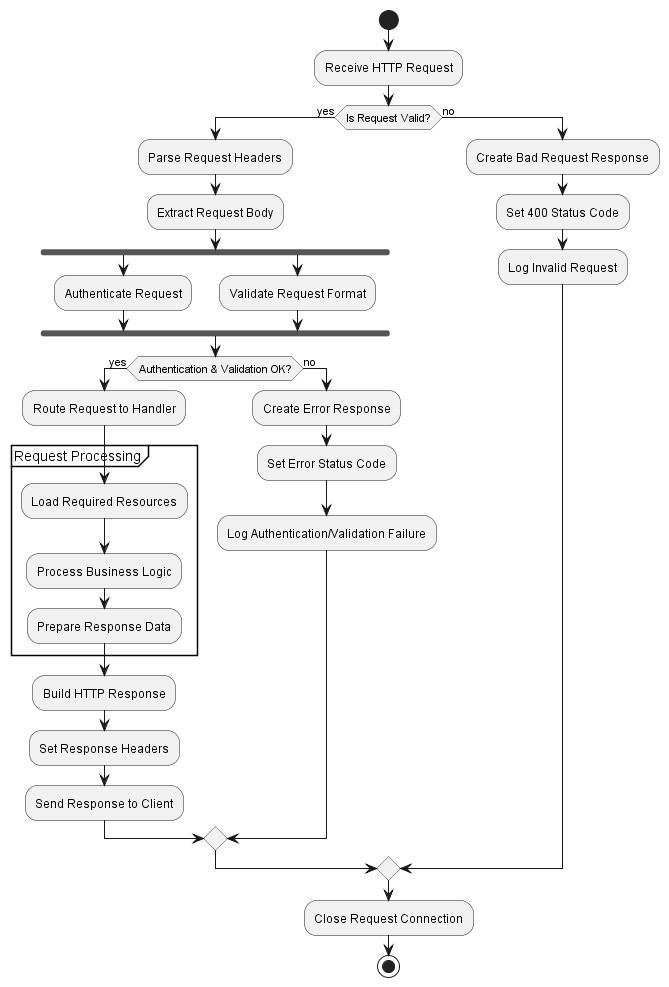 Receive HTTP Request
yes
Is Request Valid?
no
Parse Request Headers
Create Bad Request Response
Extract Request Body
Set 400 Status Code
Log Invalid Request
Authenticate Request
Validate Request Format
yes
Authentication & Validation OK?
no
Route Request to Handler
Create Error Response
Request Processing
Set Error Status Code
Load Required Resources
Log Authentication/Validation Failure
Process Business Logic
Prepare Response Data
Build HTTP Response
Set Response Headers
Send Response to Client
Close Request Connection